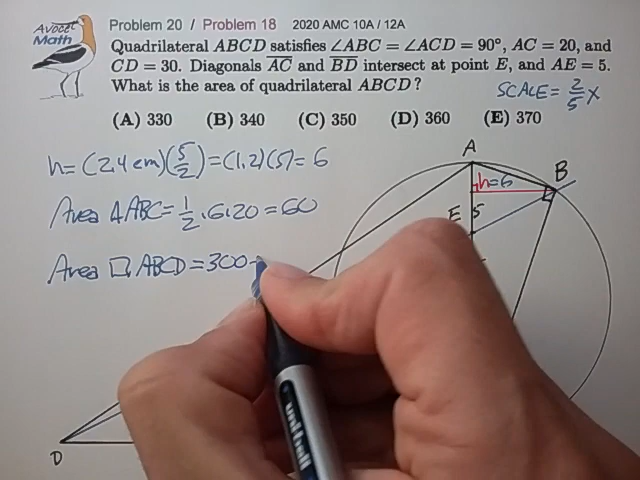 Avocet
Math
Problem 20 / Problem 18 2020 AMC 10A / 12A
Quadrilateral ABCD satisfies ∠ABC = ∠ACD = 90°, AC = 20, and
CD = 30. Diagonals AC and BD intersect at point E, and AE = 5.
What is the area of quadrilateral ABCD?
SCALE = 2/5 x
(A) 330 (B) 340 (C) 350 (D) 360 (E) 370
h = (2,4 cm)(5/2) = (1,2)(5) = 6
Area △ABC = 1/2 · 6 · 20 = 60
Area □ ABCD = 300
A
B
h=6
E 5
D
uniball